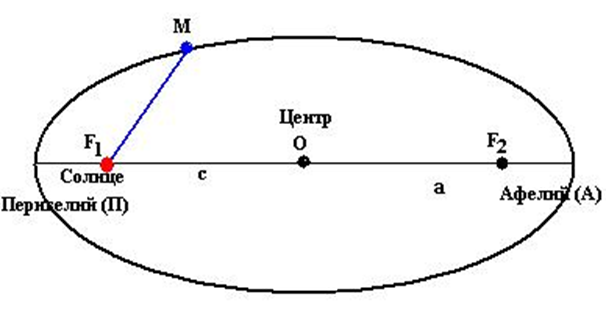 М
Центр
F1
О
F2
Солнце
с
а
Перигелий (П)
Афелий (А)